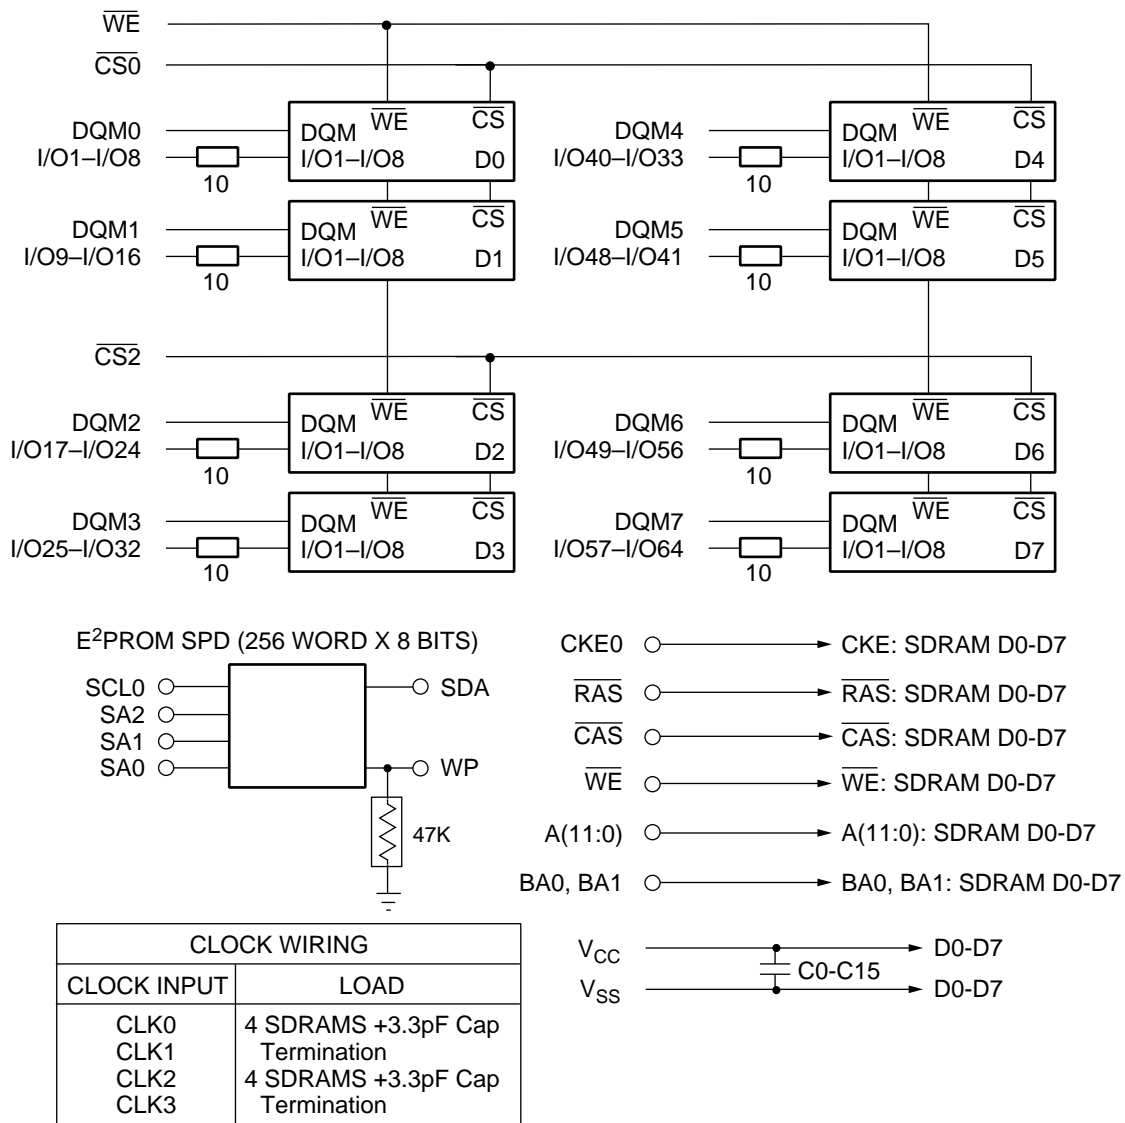 WE
CS0
DQM0
I/O1–I/O8
10
DQM WE CS
I/O1–I/O8 D0
DQM4
I/O40–I/O33
10
DQM WE CS
I/O1–I/O8 D4
DQM1
I/O9–I/O16
10
DQM WE CS
I/O1–I/O8 D1
DQM5
I/O48–I/O41
10
DQM WE CS
I/O1–I/O8 D5
CS2
DQM2
I/O17–I/O24
10
DQM WE CS
I/O1–I/O8 D2
DQM6
I/O49–I/O56
10
DQM WE CS
I/O1–I/O8 D6
DQM3
I/O25–I/O32
10
DQM WE CS
I/O1–I/O8 D3
DQM7
I/O57–I/O64
10
DQM WE CS
I/O1–I/O8 D7
E²PROM SPD (256 WORD X 8 BITS)
SCL0
SA2
SA1
SA0
SDA
WP
47K
CKE0 CKE: SDRAM D0-D7
RAS RAS: SDRAM D0-D7
CAS CAS: SDRAM D0-D7
WE WE: SDRAM D0-D7
A(11:0) A(11:0): SDRAM D0-D7
BA0, BA1 BA0, BA1: SDRAM D0-D7
VCC D0-D7
C0-C15
VSS D0-D7
CLOCK WIRING
CLOCK INPUT LOAD
CLK0 4 SDRAMS +3.3pF Cap
CLK1 Termination
CLK2 4 SDRAMS +3.3pF Cap
CLK3 Termination